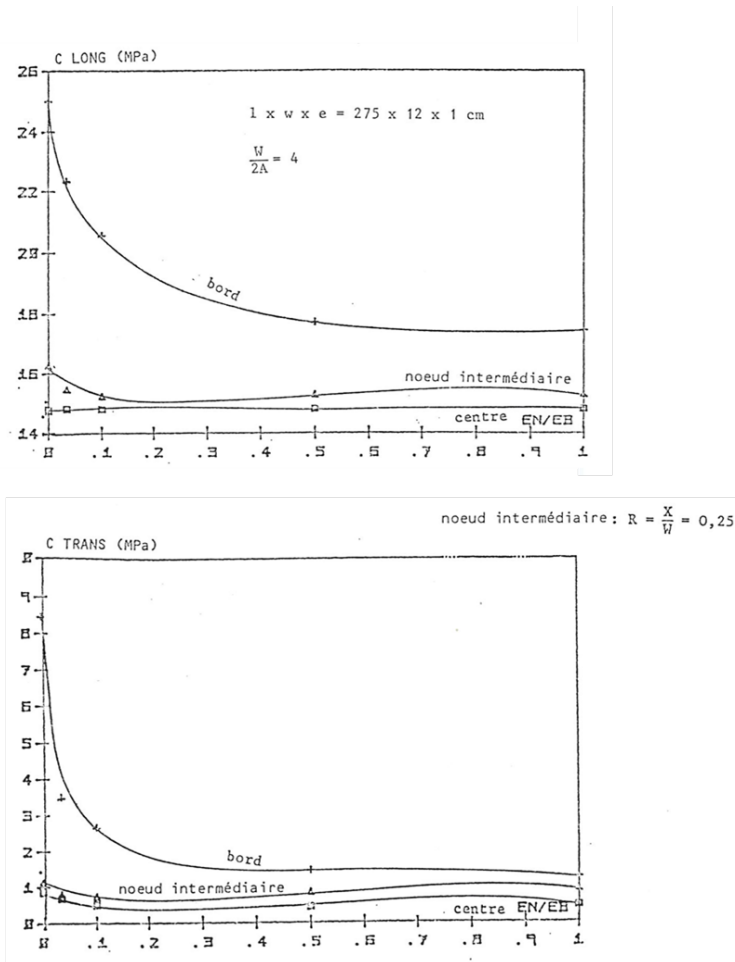 C LONG (MPa)
26
l x w x e = 275 x 12 x 1 cm
24
W/2A = 4
22
20
bord
18
16
noeud intermédiaire
centre EN/EB
14
0 .1 .2 .3 .4 .5 .6 .7 .8 .9 1
noeud intermédiaire: R = X/W = 0,25
C TRANS (MPa)
0
9
8
7
6
5
4
3
2
bord
1
noeud intermédiaire
centre EN/EB
0
0 .1 .2 .3 .4 .5 .6 .7 .8 .9 1